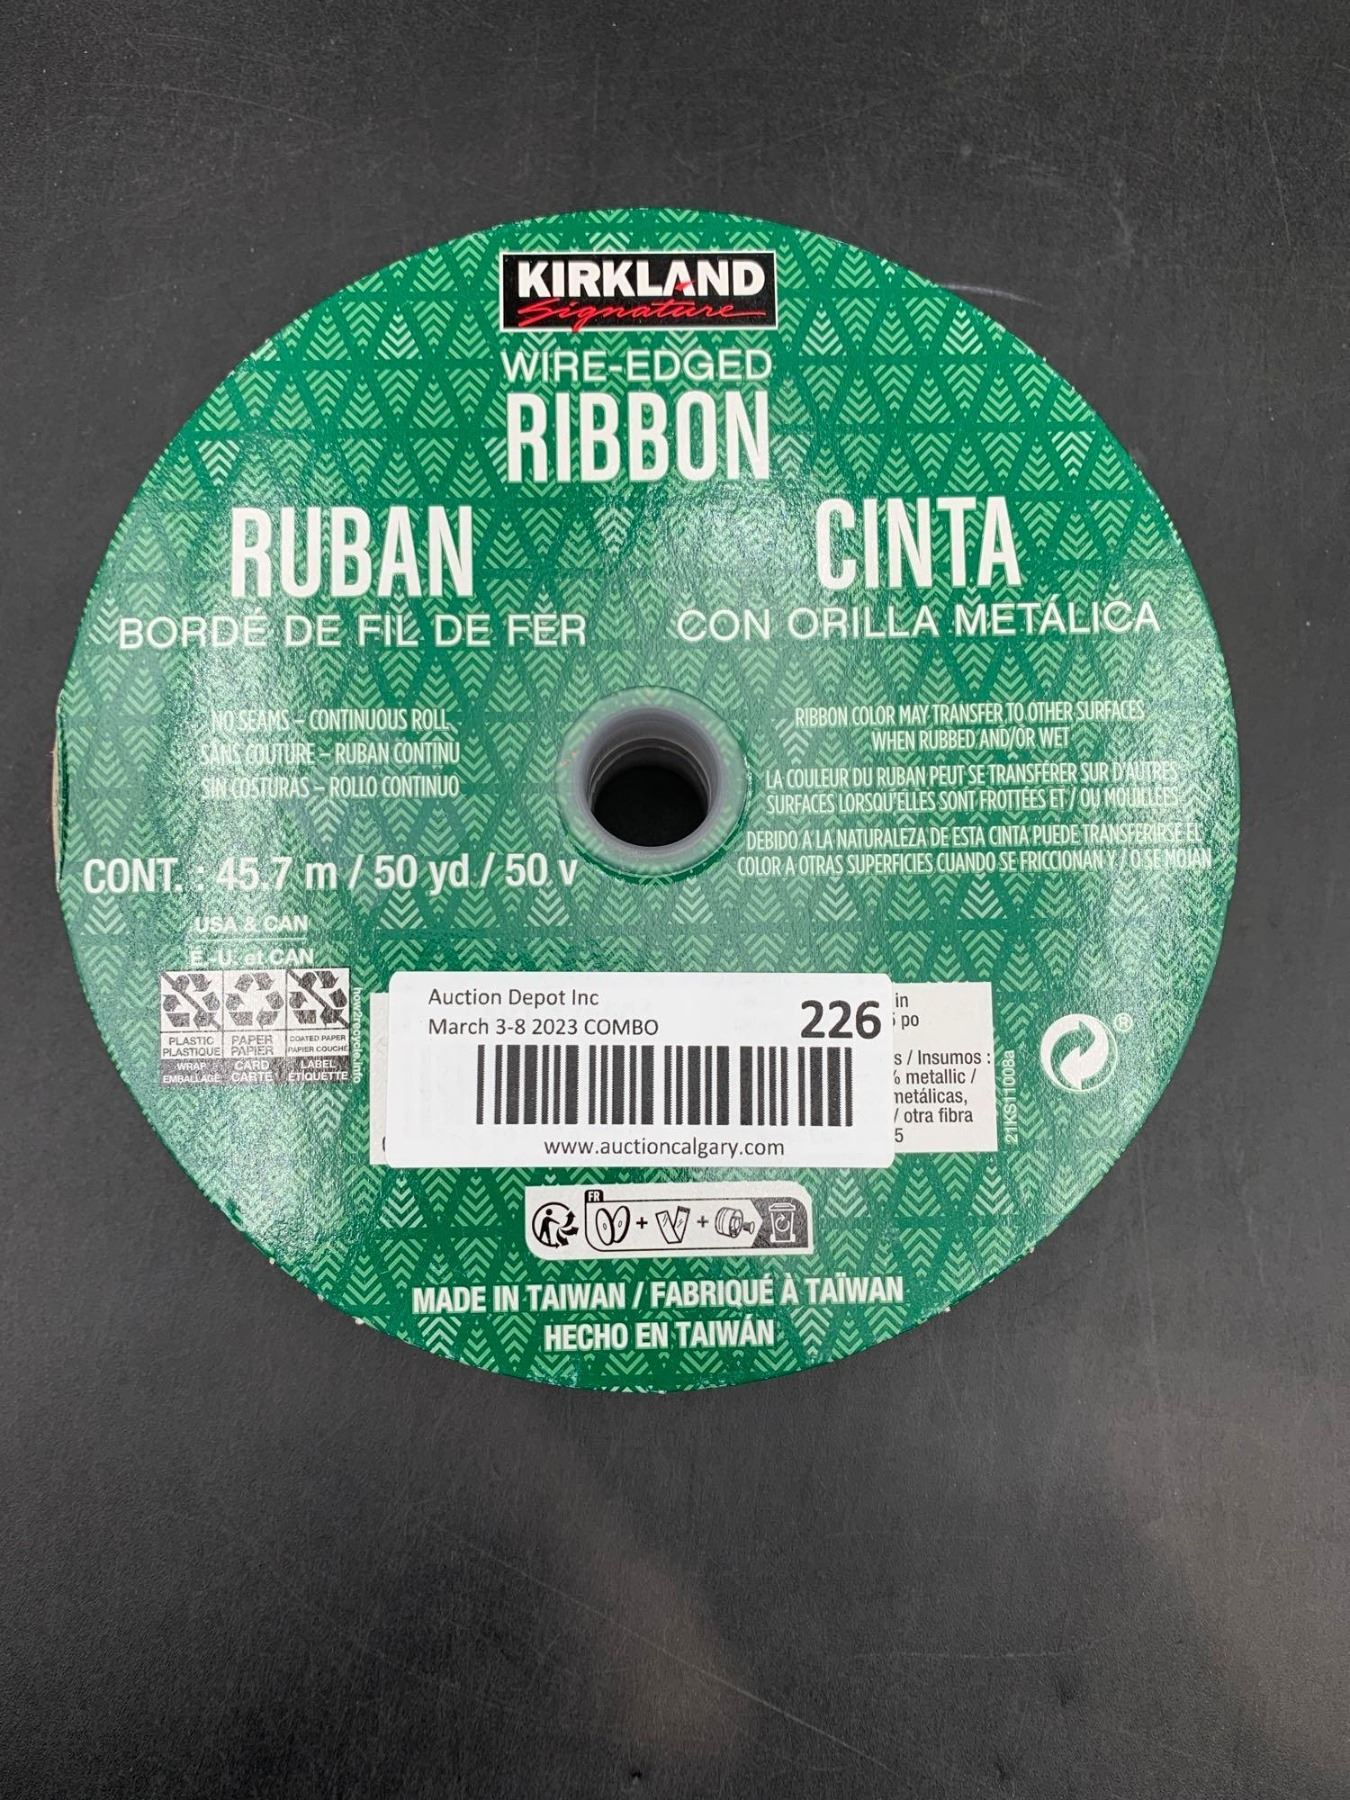 KIRKLAND
Signature
WIRE-EDGED
RIBBON
RUBAN
BORDÉ DE FIL DE FER
CINTA
CON ORILLA METÁLICA
NO SEAMS – CONTINUOUS ROLL
SANS COUTURE – RUBAN CONTINU
SIN COSTURAS – ROLLO CONTINUO
CONT. : 45.7 m / 50 yd / 50 v
RIBBON COLOR MAY TRANSFER TO OTHER SURFACES
WHEN RUBBED AND/OR WET
LA COULEUR DU RUBAN PEUT SE TRANSFÉRER SUR D'AUTRES
SURFACES LORSQU'ELLES SONT FROTTÉES ET / OU MOUILLÉES
DEBIDO A LA NATURALEZA DE ESTA CINTA PUEDE TRANSFERIRSE EL
COLOR A OTRAS SUPERFICIES CUANDO SE FRICCIONAN Y / O SE MOJAN
USA & CAN
E.-U. et CAN
PLASTIC
PLASTIQUE
WRAP
EMBALLAGE
PAPER
PAPIER
CARD
CARTE
COATED PAPER
PAPIER COUCHÉ
LABEL
ÉTIQUETTE
how2recycle.info
Auction Depot Inc
March 3-8 2023 COMBO
226
www.auctioncalgary.com
in
po
s / Insumos :
% metallic /
metálicas,
/ otra fibra
5
21KS11008a
®
FR
MADE IN TAIWAN / FABRIQUÉ À TAÏWAN
HECHO EN TAIWÁN